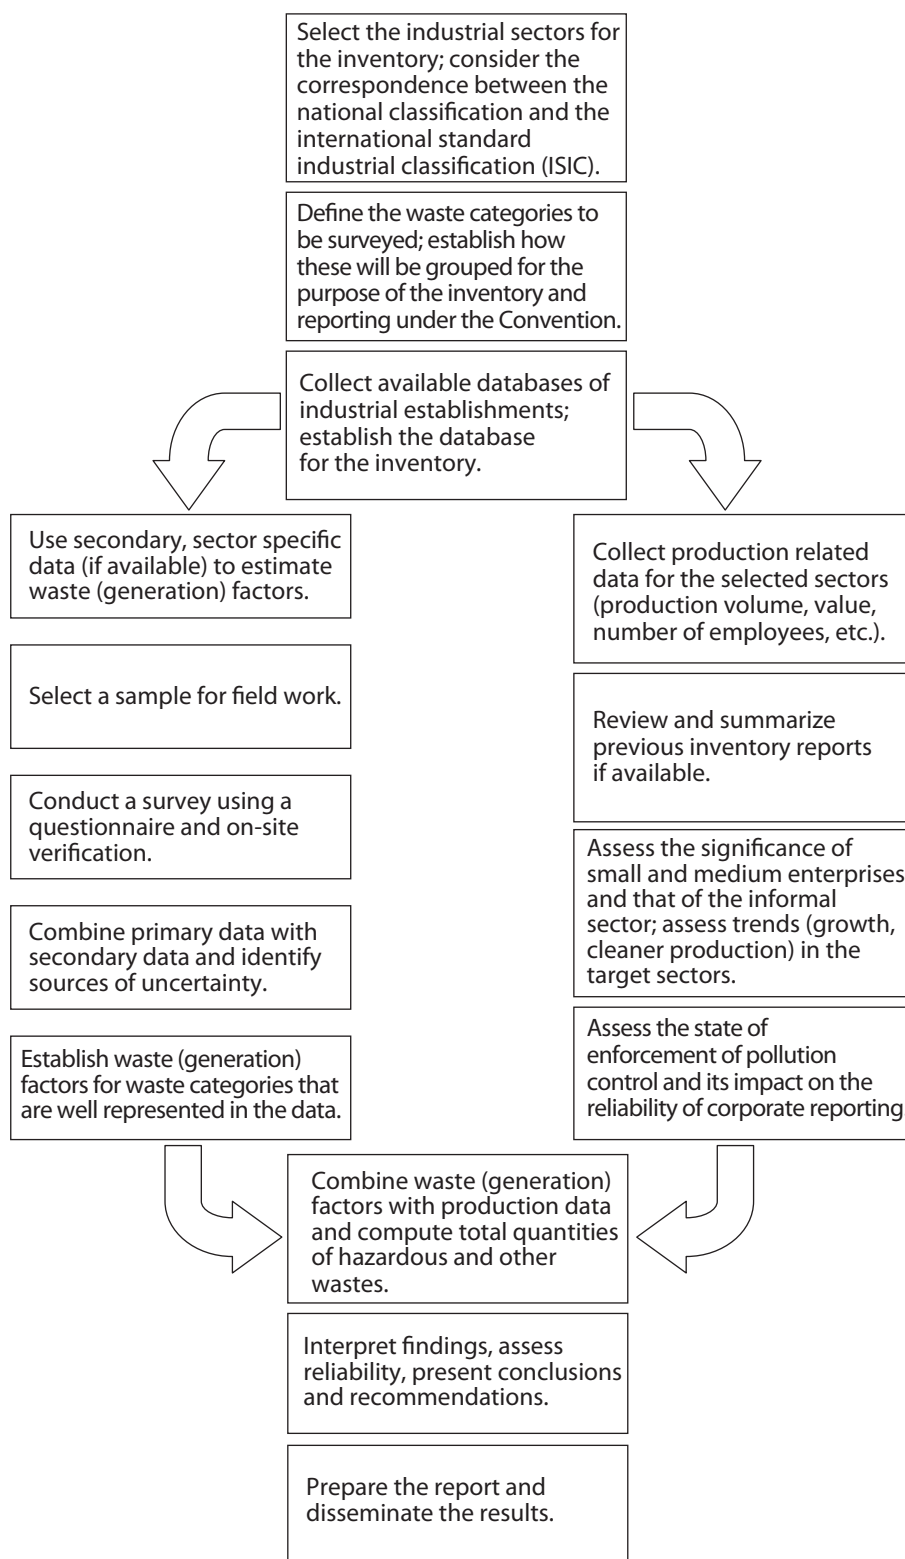 Select the industrial sectors for
the inventory; consider the
correspondence between the
national classification and the
international standard
industrial classification (ISIC).
Define the waste categories to
be surveyed; establish how
these will be grouped for the
purpose of the inventory and
reporting under the Convention.
Collect available databases of
industrial establishments;
establish the database
for the inventory.
Use secondary, sector specific
data (if available) to estimate
waste (generation) factors.
Select a sample for field work.
Conduct a survey using a
questionnaire and on-site
verification.
Combine primary data with
secondary data and identify
sources of uncertainty.
Establish waste (generation)
factors for waste categories that
are well represented in the data.
Collect production related
data for the selected sectors
(production volume, value,
number of employees, etc.).
Review and summarize
previous inventory reports
if available.
Assess the significance of
small and medium enterprises
and that of the informal
sector; assess trends (growth,
cleaner production) in the
target sectors.
Assess the state of
enforcement of pollution
control and its impact on the
reliability of corporate reporting.
Combine waste (generation)
factors with production data
and compute total quantities
of hazardous and other
wastes.
Interpret findings, assess
reliability, present conclusions
and recommendations.
Prepare the report and
disseminate the results.